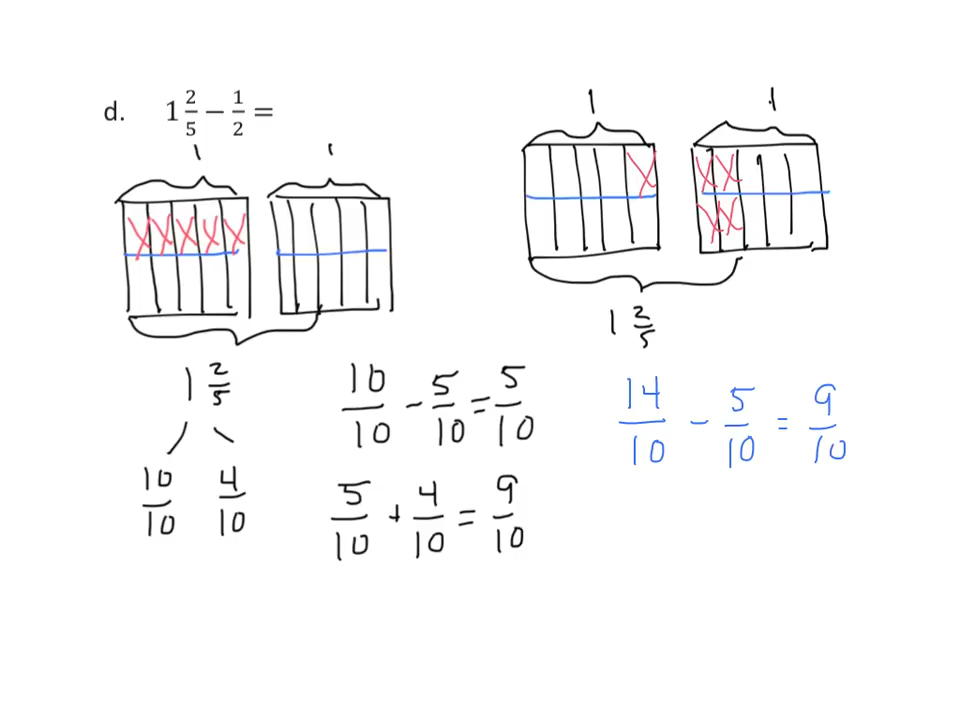 d. 1 2/5 − 1/2 =
1 1
1 1
X X X X X
X X X
X X
1 2/5
1 2/5
10/10 4/10
10/10 - 5/10 = 5/10
5/10 + 4/10 = 9/10
14/10 - 5/10 = 9/10